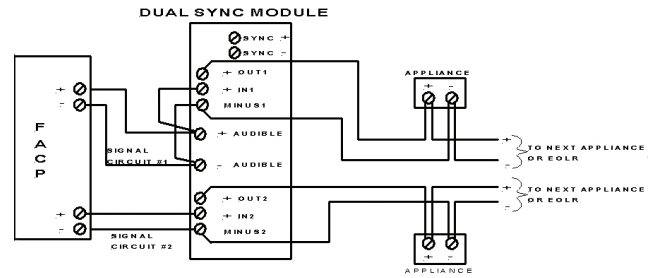 DUAL SYNC MODULE
SYNC +
SYNC -
+ OUT1
+ IN1
MINUS1
+ AUDIBLE
- AUDIBLE
+ OUT2
+ IN2
MINUS2
FACP
+
-
+
-
SIGNAL
CIRCUIT #1
SIGNAL
CIRCUIT #2
APPLIANCE
+ -
+
-
TO NEXT APPLIANCE
OR EOLR
+
-
TO NEXT APPLIANCE
OR EOLR
+ -
APPLIANCE